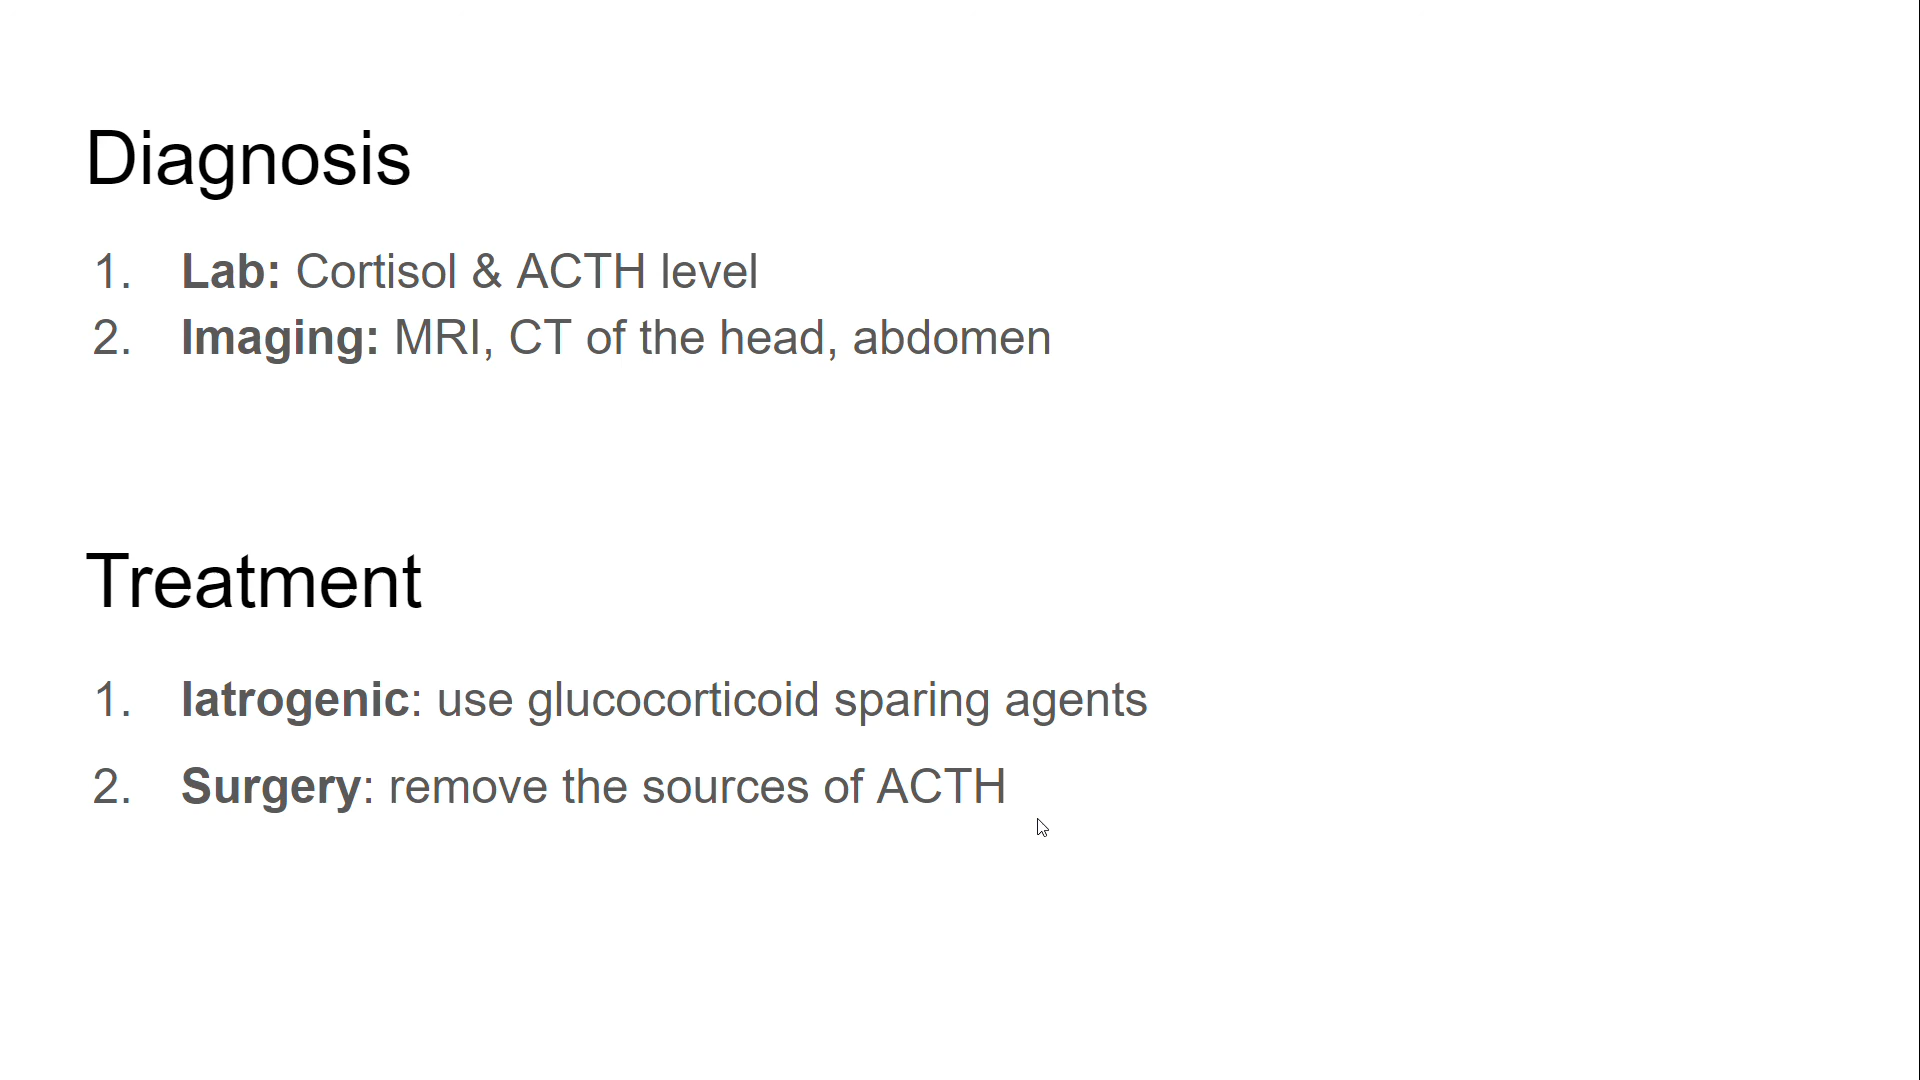 Diagnosis
1. Lab: Cortisol & ACTH level
2. Imaging: MRI, CT of the head, abdomen
Treatment
1. Iatrogenic: use glucocorticoid sparing agents
2. Surgery: remove the sources of ACTH